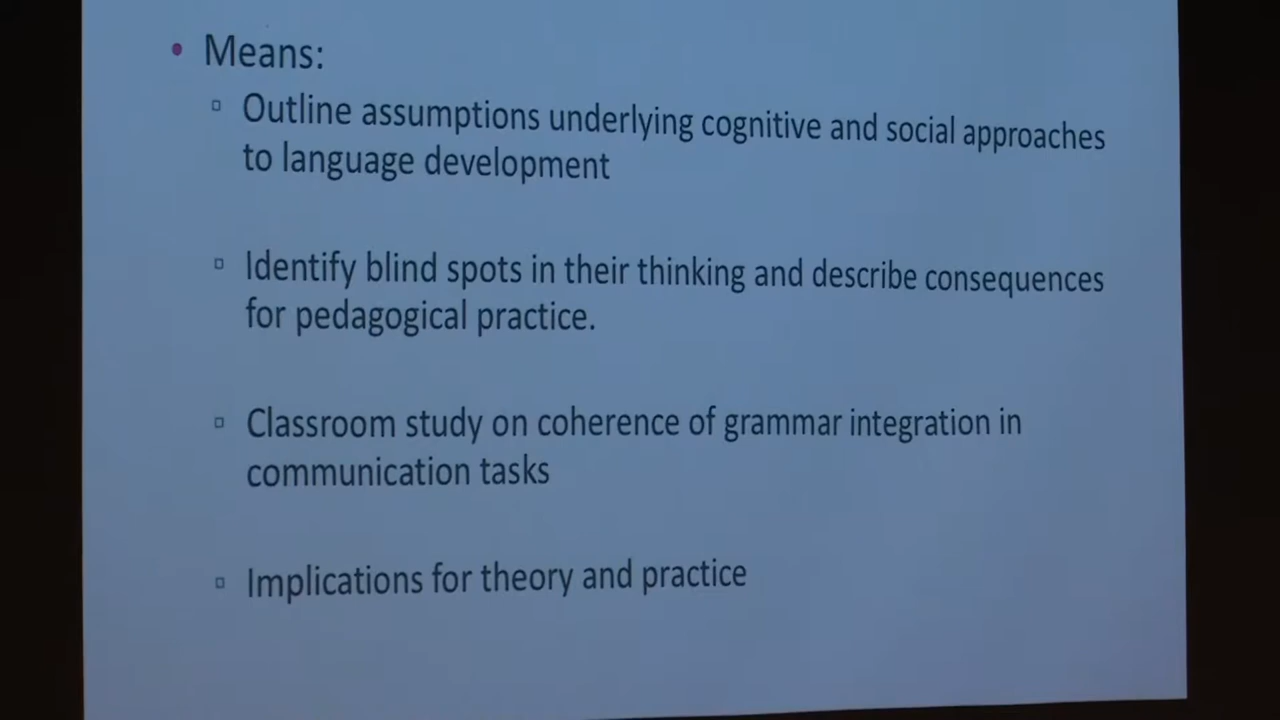 • Means:
▫ Outline assumptions underlying cognitive and social approaches
to language development
▫ Identify blind spots in their thinking and describe consequences
for pedagogical practice.
▫ Classroom study on coherence of grammar integration in
communication tasks
▫ Implications for theory and practice